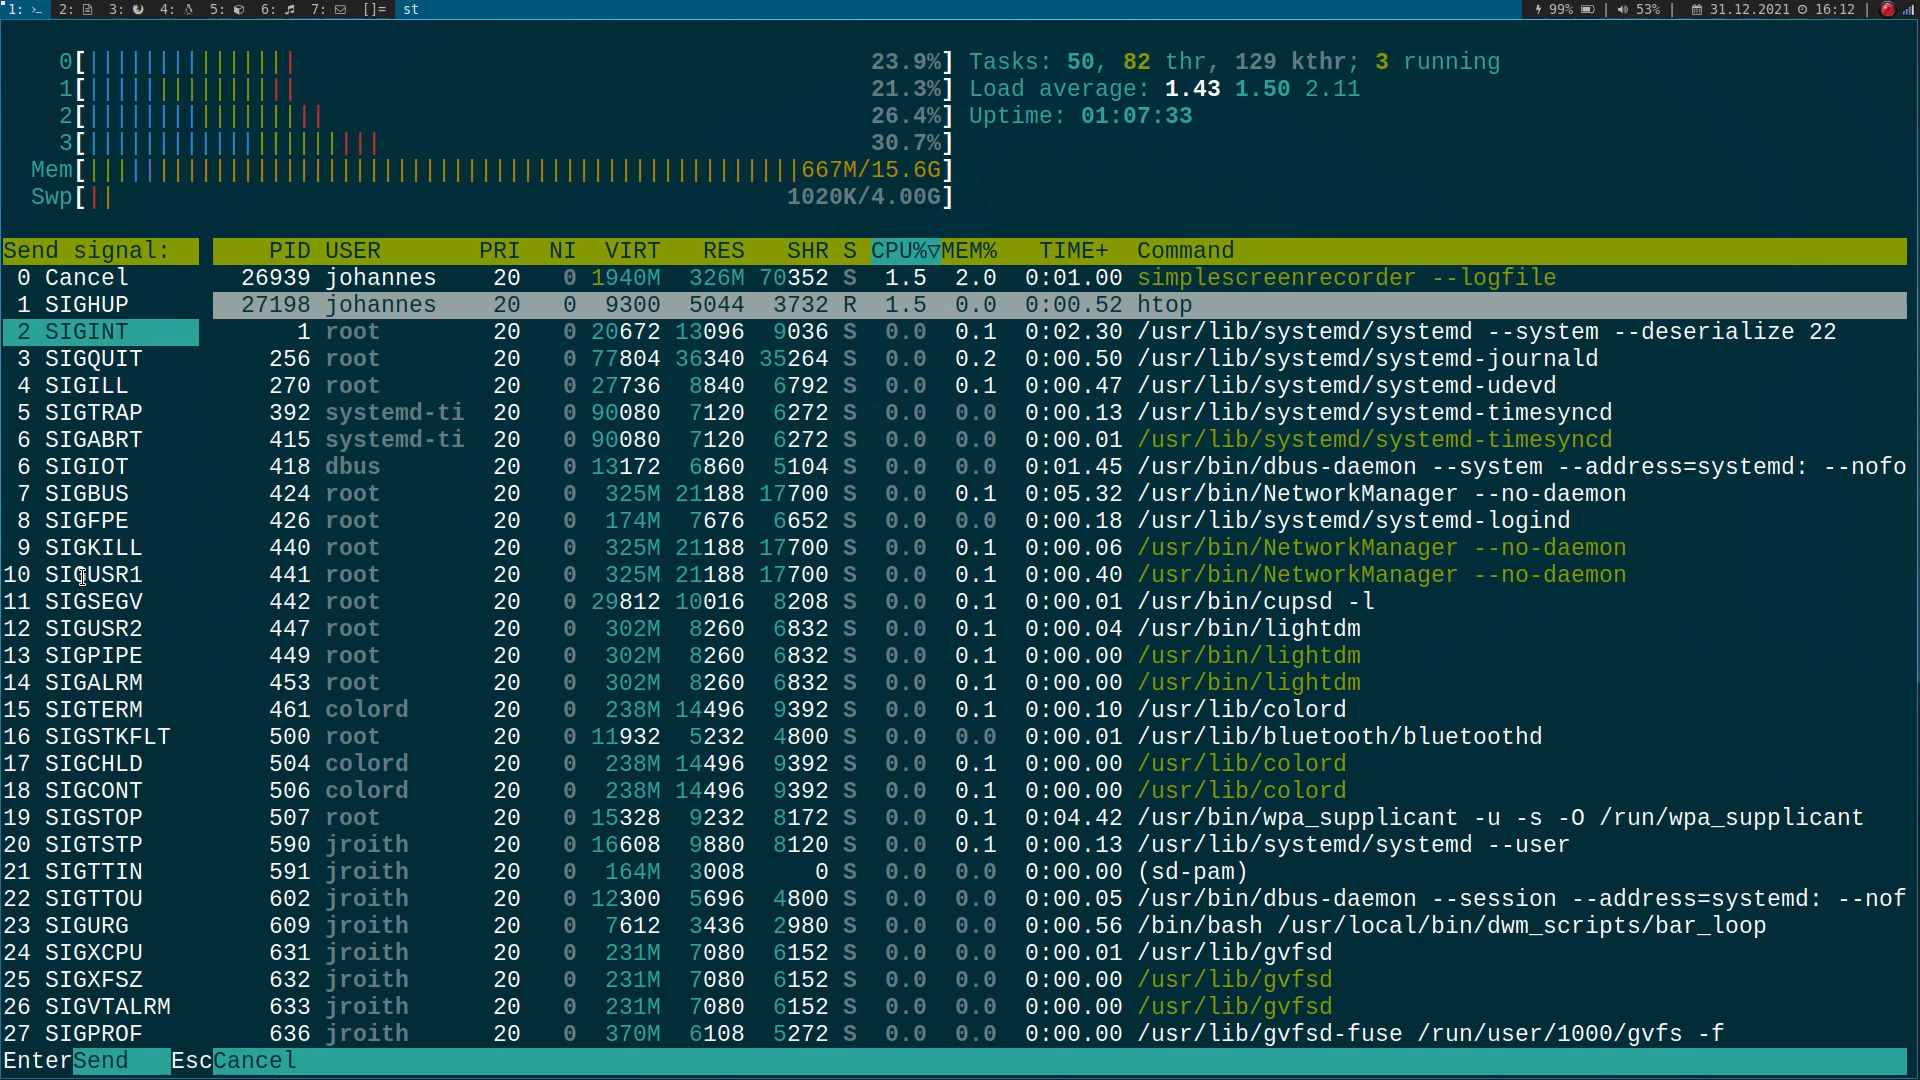 1: 2: 3: 4: 5: 6: 7: []= st 99% | 53% | 31.12.2021 16:12 |
0[|||||||||||||||23.9%] Tasks: 50, 82 thr, 129 kthr; 3 running
1[|||||||||||||||21.3%] Load average: 1.43 1.50 2.11
2[|||||||||||||||||26.4%] Uptime: 01:07:33
3[|||||||||||||||||||||30.7%]
Mem[|||||||||||||||||||||||||||||||||||||||||||||||||||667M/15.6G]
Swp[||1020K/4.00G]
Send signal: PID USER PRI NI VIRT RES SHR S CPU%▽MEM% TIME+ Command
0 Cancel 26939 johannes 20 0 1940M 326M 70352 S 1.5 2.0 0:01.00 simplescreenrecorder --logfile
1 SIGHUP 27198 johannes 20 0 9300 5044 3732 R 1.5 0.0 0:00.52 htop
2 SIGINT 1 root 20 0 20672 13096 9036 S 0.0 0.1 0:02.30 /usr/lib/systemd/systemd --system --deserialize 22
3 SIGQUIT 256 root 20 0 77804 36340 35264 S 0.0 0.2 0:00.50 /usr/lib/systemd/systemd-journald
4 SIGILL 270 root 20 0 27736 8840 6792 S 0.0 0.1 0:00.47 /usr/lib/systemd/systemd-udevd
5 SIGTRAP 392 systemd-ti 20 0 90080 7120 6272 S 0.0 0.0 0:00.13 /usr/lib/systemd/systemd-timesyncd
6 SIGABRT 415 systemd-ti 20 0 90080 7120 6272 S 0.0 0.0 0:00.01 /usr/lib/systemd/systemd-timesyncd
6 SIGIOT 418 dbus 20 0 13172 6860 5104 S 0.0 0.0 0:01.45 /usr/bin/dbus-daemon --system --address=systemd: --nofo
7 SIGBUS 424 root 20 0 325M 21188 17700 S 0.0 0.1 0:05.32 /usr/bin/NetworkManager --no-daemon
8 SIGFPE 426 root 20 0 174M 7676 6652 S 0.0 0.0 0:00.18 /usr/lib/systemd/systemd-logind
9 SIGKILL 440 root 20 0 325M 21188 17700 S 0.0 0.1 0:00.06 /usr/bin/NetworkManager --no-daemon
10 SIGUSR1 441 root 20 0 325M 21188 17700 S 0.0 0.1 0:00.40 /usr/bin/NetworkManager --no-daemon
11 SIGSEGV 442 root 20 0 29812 10016 8208 S 0.0 0.1 0:00.01 /usr/bin/cupsd -l
12 SIGUSR2 447 root 20 0 302M 8260 6832 S 0.0 0.1 0:00.04 /usr/bin/lightdm
13 SIGPIPE 449 root 20 0 302M 8260 6832 S 0.0 0.1 0:00.00 /usr/bin/lightdm
14 SIGALRM 453 root 20 0 302M 8260 6832 S 0.0 0.1 0:00.00 /usr/bin/lightdm
15 SIGTERM 461 colord 20 0 238M 14496 9392 S 0.0 0.1 0:00.10 /usr/lib/colord
16 SIGSTKFLT 500 root 20 0 11932 5232 4800 S 0.0 0.0 0:00.01 /usr/lib/bluetooth/bluetoothd
17 SIGCHLD 504 colord 20 0 238M 14496 9392 S 0.0 0.1 0:00.00 /usr/lib/colord
18 SIGCONT 506 colord 20 0 238M 14496 9392 S 0.0 0.1 0:00.00 /usr/lib/colord
19 SIGSTOP 507 root 20 0 15328 9232 8172 S 0.0 0.1 0:04.42 /usr/bin/wpa_supplicant -u -s -O /run/wpa_supplicant
20 SIGTSTP 590 jroith 20 0 16608 9880 8120 S 0.0 0.1 0:00.13 /usr/lib/systemd/systemd --user
21 SIGTTIN 591 jroith 20 0 164M 3008 0 S 0.0 0.0 0:00.00 (sd-pam)
22 SIGTTOU 602 jroith 20 0 12300 5696 4800 S 0.0 0.0 0:00.05 /usr/bin/dbus-daemon --session --address=systemd: --nof
23 SIGURG 609 jroith 20 0 7612 3436 2980 S 0.0 0.0 0:00.56 /bin/bash /usr/local/bin/dwm_scripts/bar_loop
24 SIGXCPU 631 jroith 20 0 231M 7080 6152 S 0.0 0.0 0:00.01 /usr/lib/gvfsd
25 SIGXFSZ 632 jroith 20 0 231M 7080 6152 S 0.0 0.0 0:00.00 /usr/lib/gvfsd
26 SIGVTALRM 633 jroith 20 0 231M 7080 6152 S 0.0 0.0 0:00.00 /usr/lib/gvfsd
27 SIGPROF 636 jroith 20 0 370M 6108 5272 S 0.0 0.0 0:00.00 /usr/lib/gvfsd-fuse /run/user/1000/gvfs -f
EnterSend EscCancel